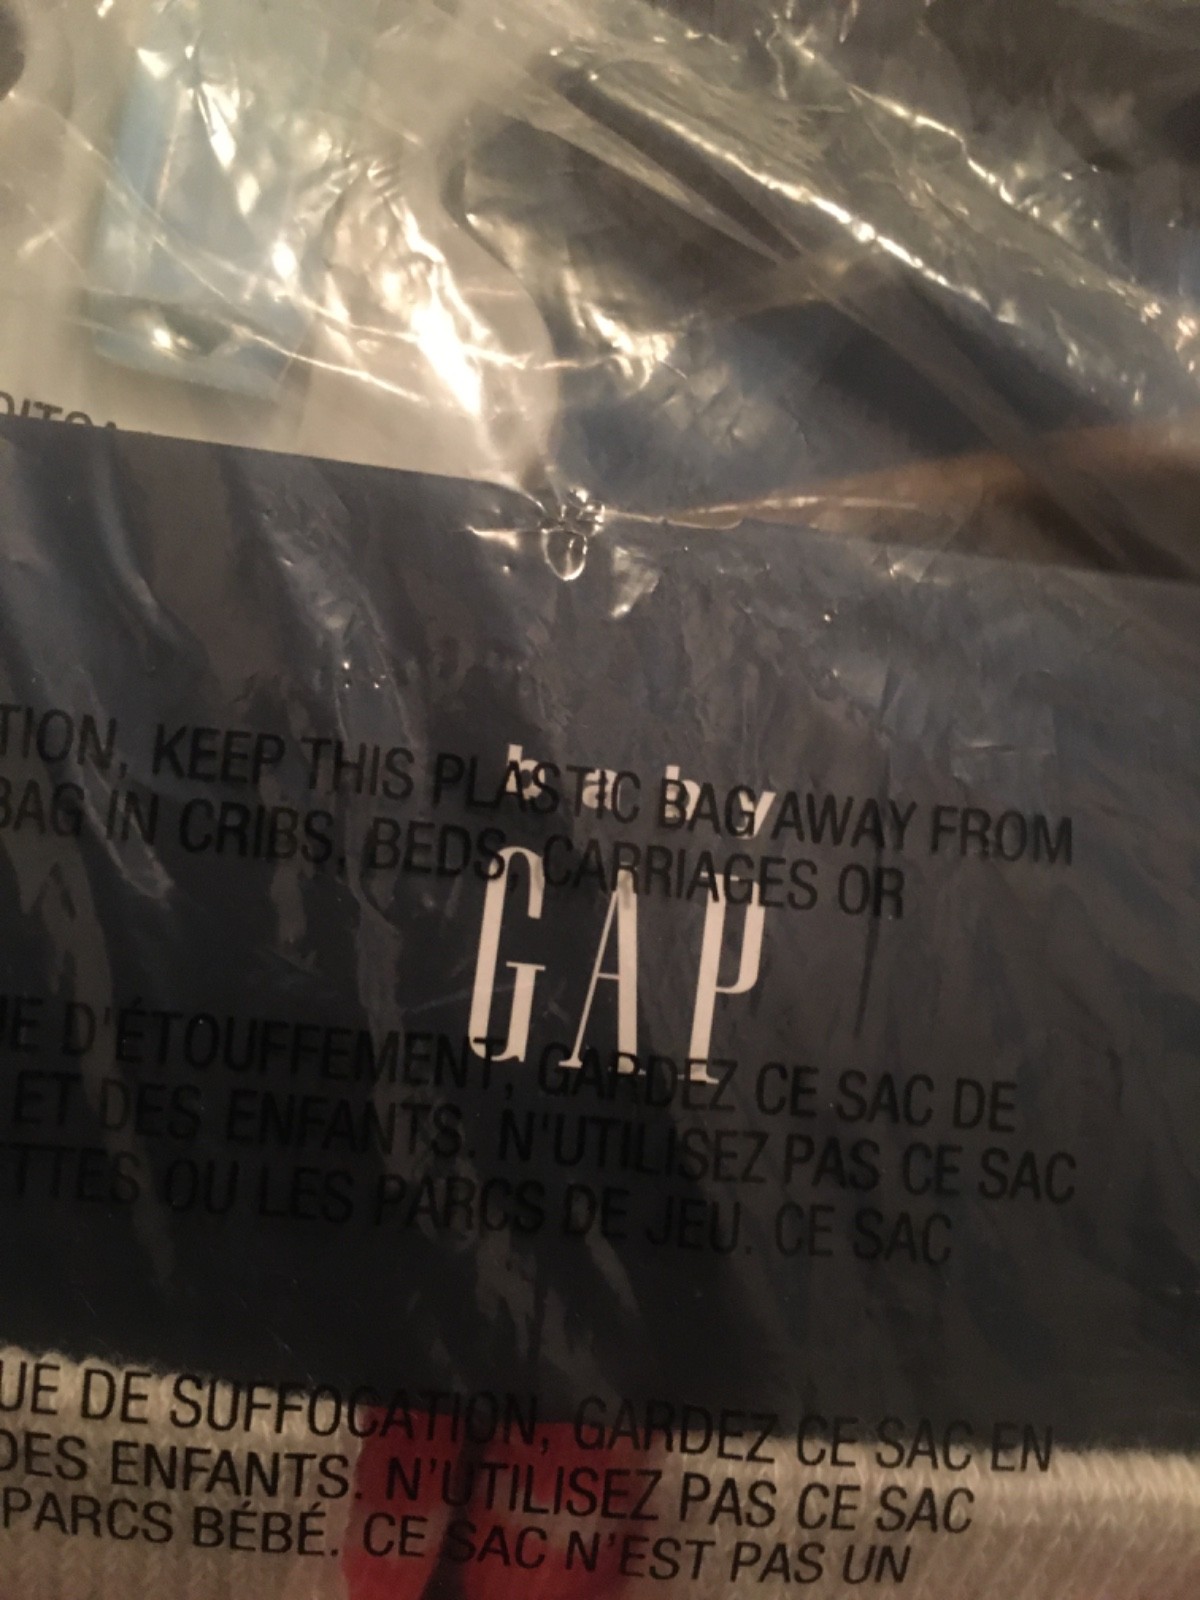 TION, KEEP THIS PLASTIC BAG AWAY FROM
BAG IN CRIBS, BEDS, CARRIAGES OR
baby
GAP
UE D'ÉTOUFFEMENT, GARDEZ CE SAC DE
ET DES ENFANTS. N'UTILISEZ PAS CE SAC
TTES OU LES PARCS DE JEU. CE SAC
UE DE SUFFOCATION, GARDEZ CE SAC EN
DES ENFANTS. N'UTILISEZ PAS CE SAC
PARCS BÉBÉ. CE SAC N'EST PAS UN